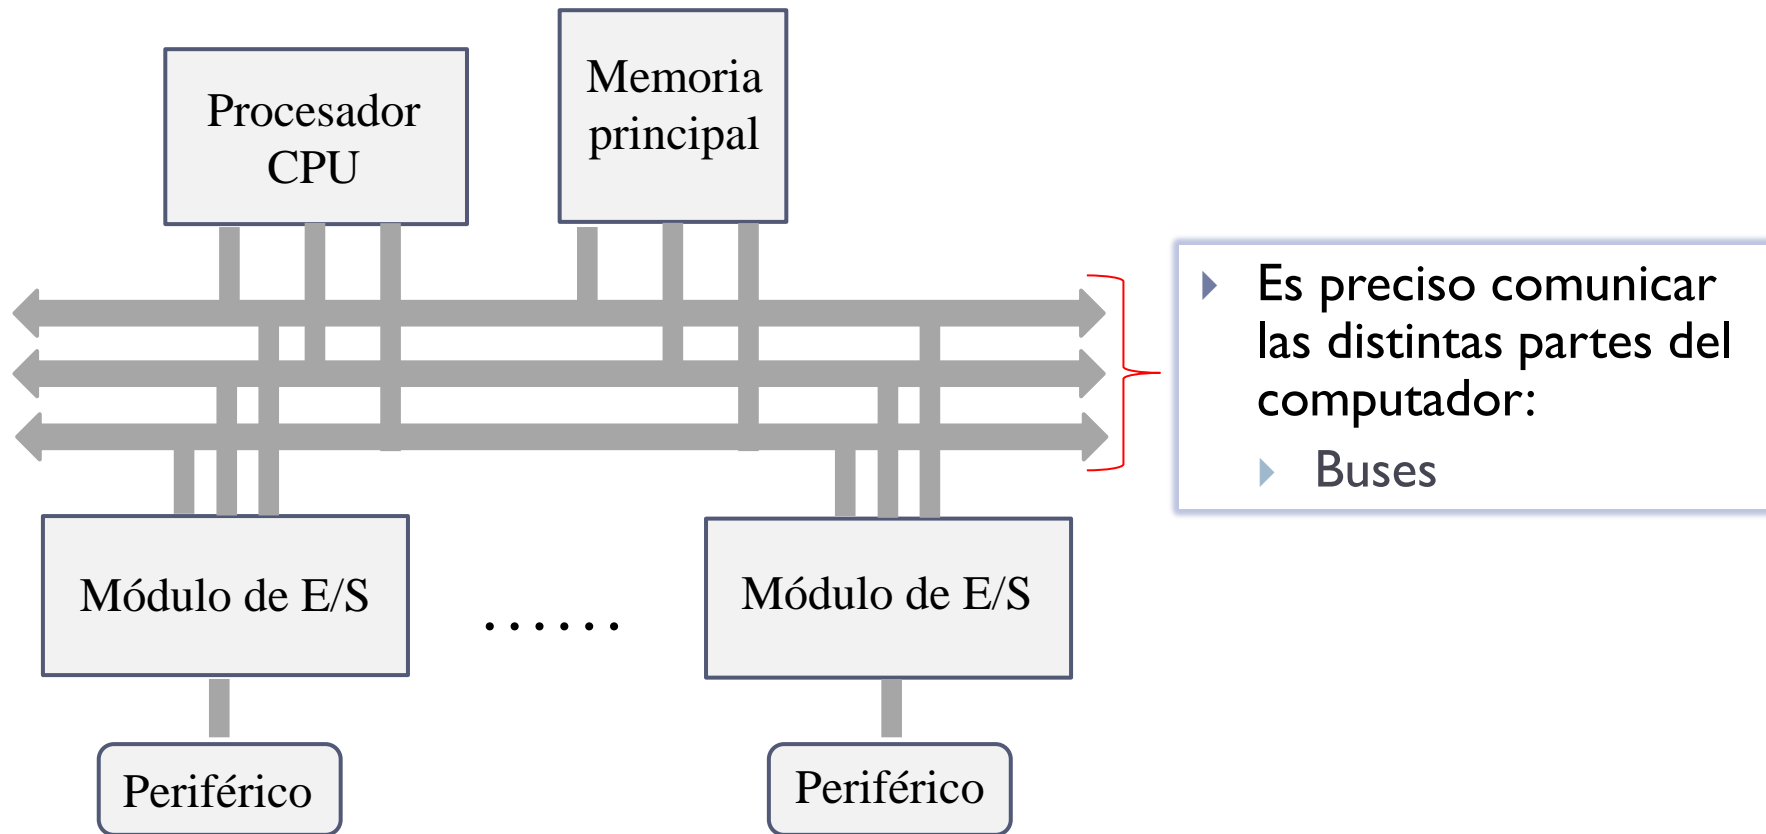 Procesador
CPU
Memoria
principal
Es preciso comunicar
las distintas partes del
computador:
Buses
Módulo de E/S
......
Módulo de E/S
Periférico
Periférico